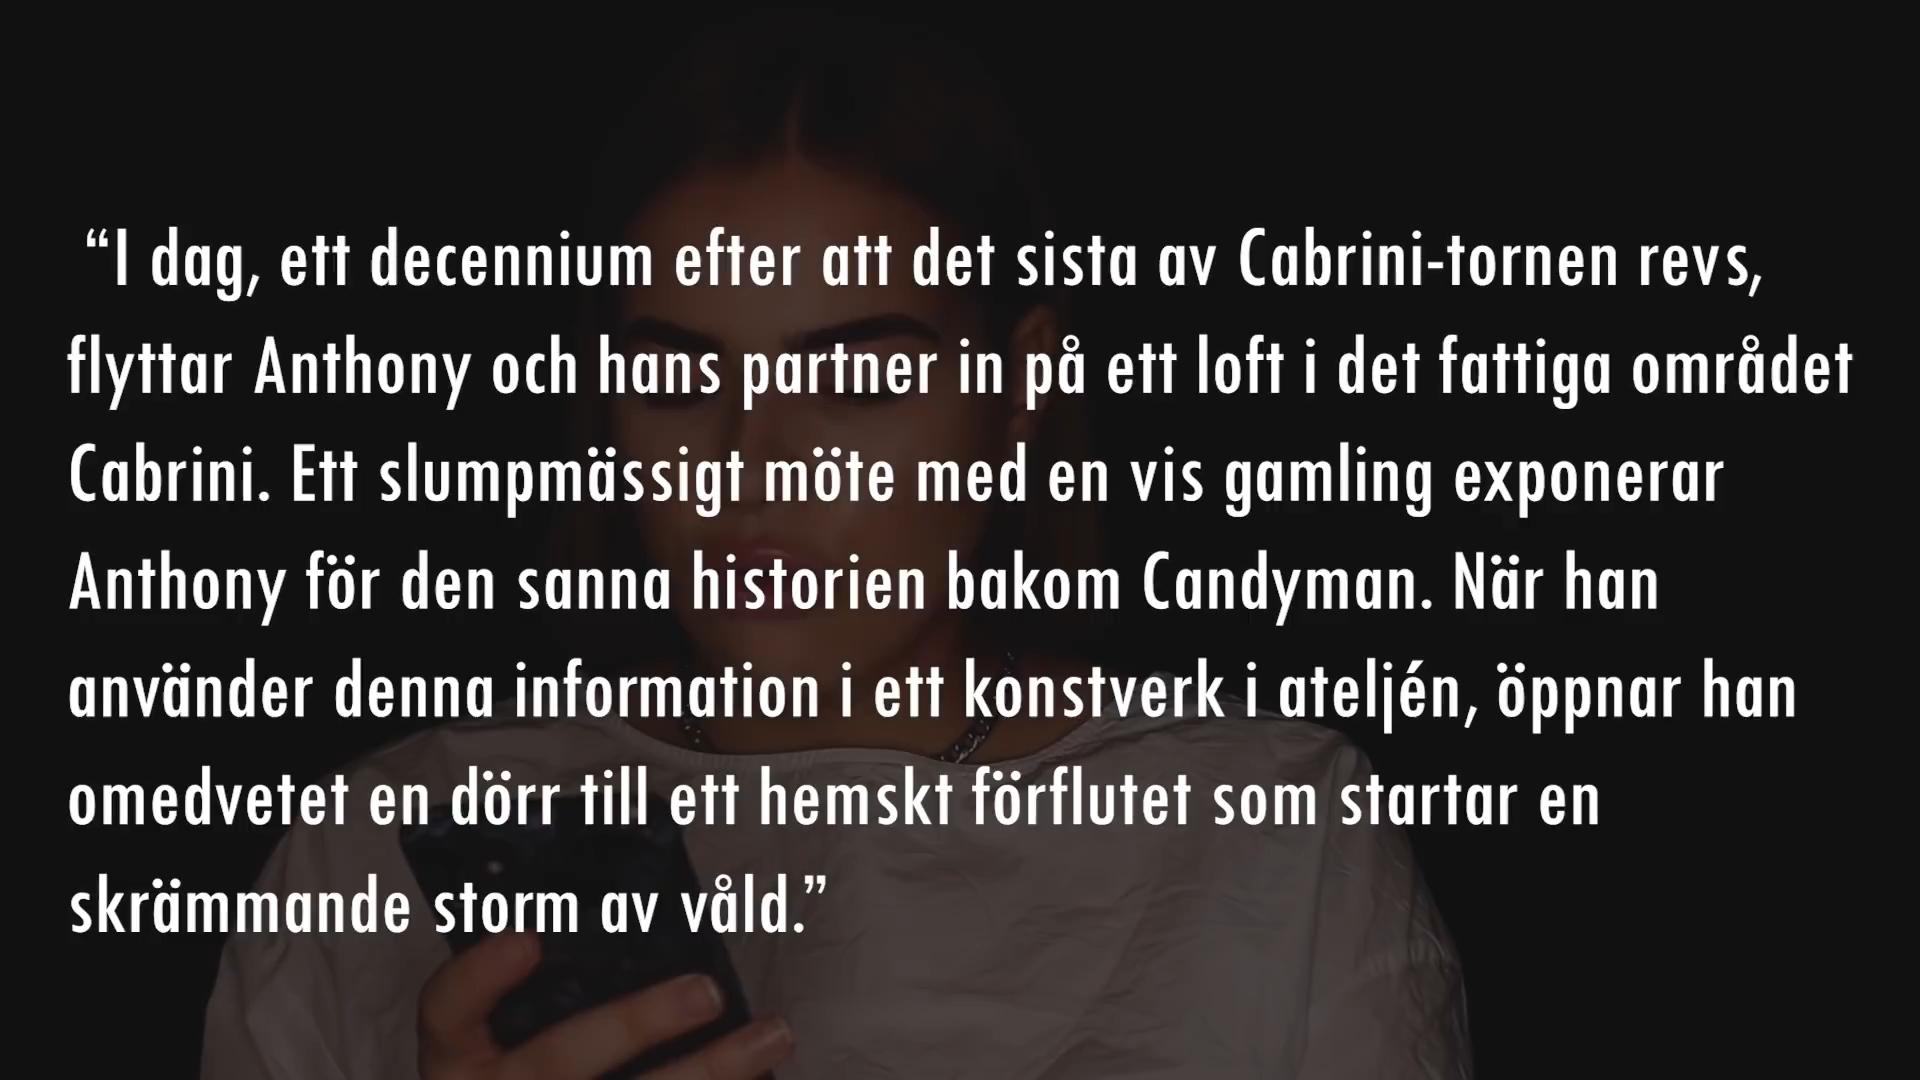 “I dag, ett decennium efter att det sista av Cabrini-tornen revs,
flyttar Anthony och hans partner in på ett loft i det fattiga området
Cabrini. Ett slumpmässigt möte med en vis gamling exponerar
Anthony för den sanna historien bakom Candyman. När han
använder denna information i ett konstverk i ateljén, öppnar han
omedvetet en dörr till ett hemskt förflutet som startar en
skrämmande storm av våld.”